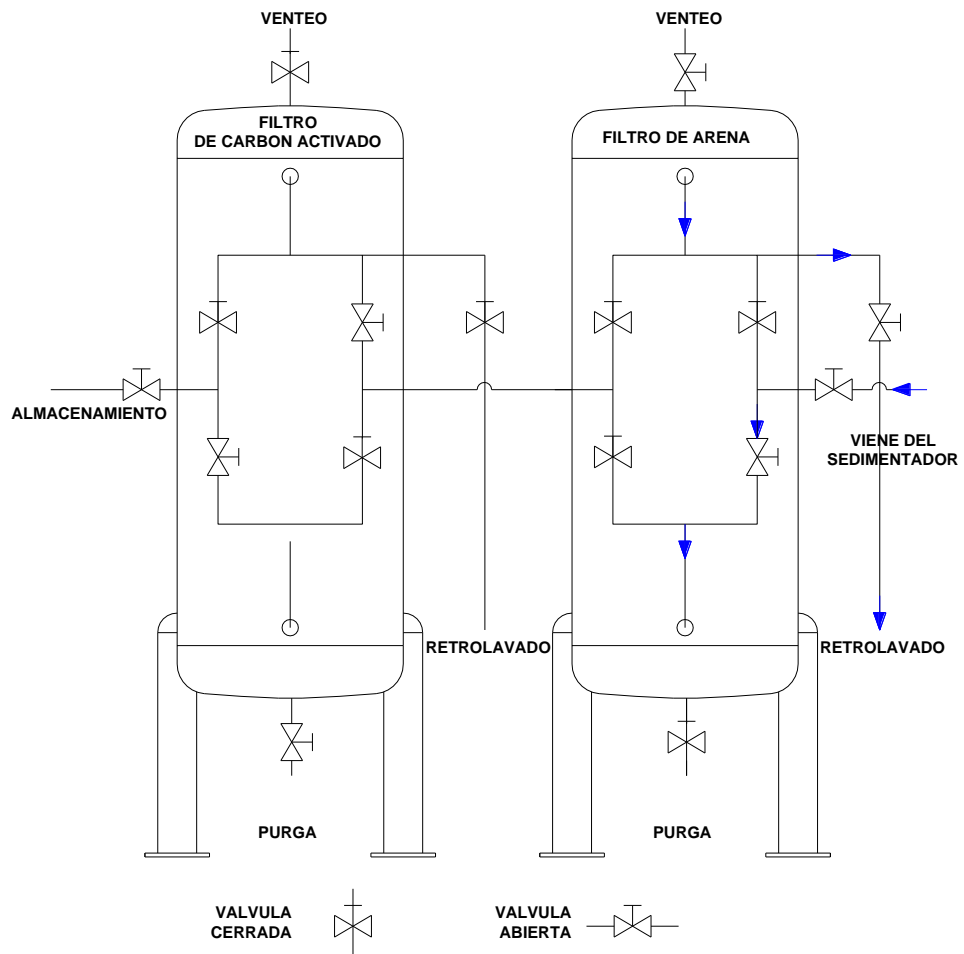 VENTEO
VENTEO
FILTRO
DE CARBON ACTIVADO
FILTRO DE ARENA
ALMACENAMIENTO
VIENE DEL
SEDIMENTADOR
RETROLAVADO
RETROLAVADO
PURGA
PURGA
VALVULA
CERRADA
VALVULA
ABIERTA